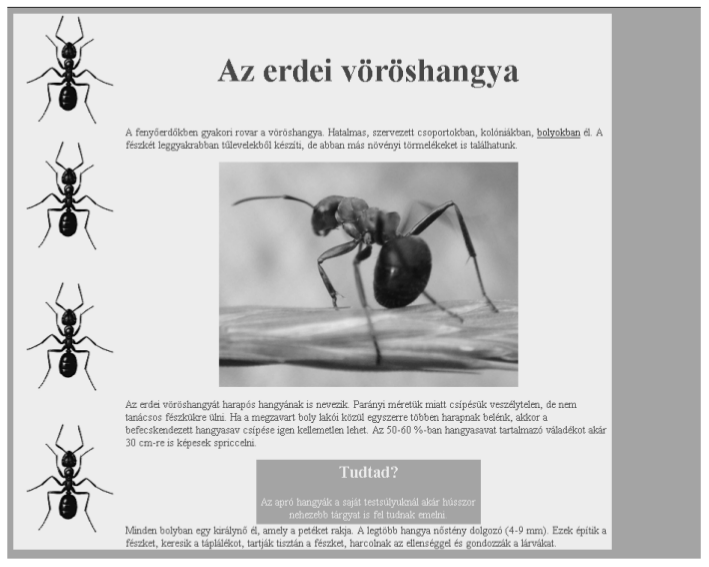 Az erdei vöröshangya
A fenyőerdőkben gyakori rovar a vöröshangya. Hatalmas, szervezett csoportokban, kolóniákban, bolyokban él. A
fészkét leggyakrabban tűlevelekből készíti, de abban más növényi törmelékeket is találhatunk.
Az erdei vöröshangyát harapós hangyának is nevezik. Parányi méretük miatt csípésük veszélytelen, de nem
tanácsos fészkükre ülni. Ha a megzavart boly lakói közül egyszerre többen harapnak belénk, akkor a
befecskendezett hangyasav csípése igen kellemetlen lehet. Az 50-60 %-ban hangyasavat tartalmazó váladékot akár
30 cm-re is képesek spriccelni.
Tudtad?
Az apró hangyák a saját testsúlyuknál akár hússzor
nehezebb tárgyat is fel tudnak emelni.
Minden bolyban egy királynő él, amely a petéket rakja. A legtöbb hangya nőstény dolgozó (4-9 mm). Ezek építik a
fészket, keresik a táplálékot, tartják tisztán a fészket, harcolnak az ellenséggel és gondozzák a lárvákat.